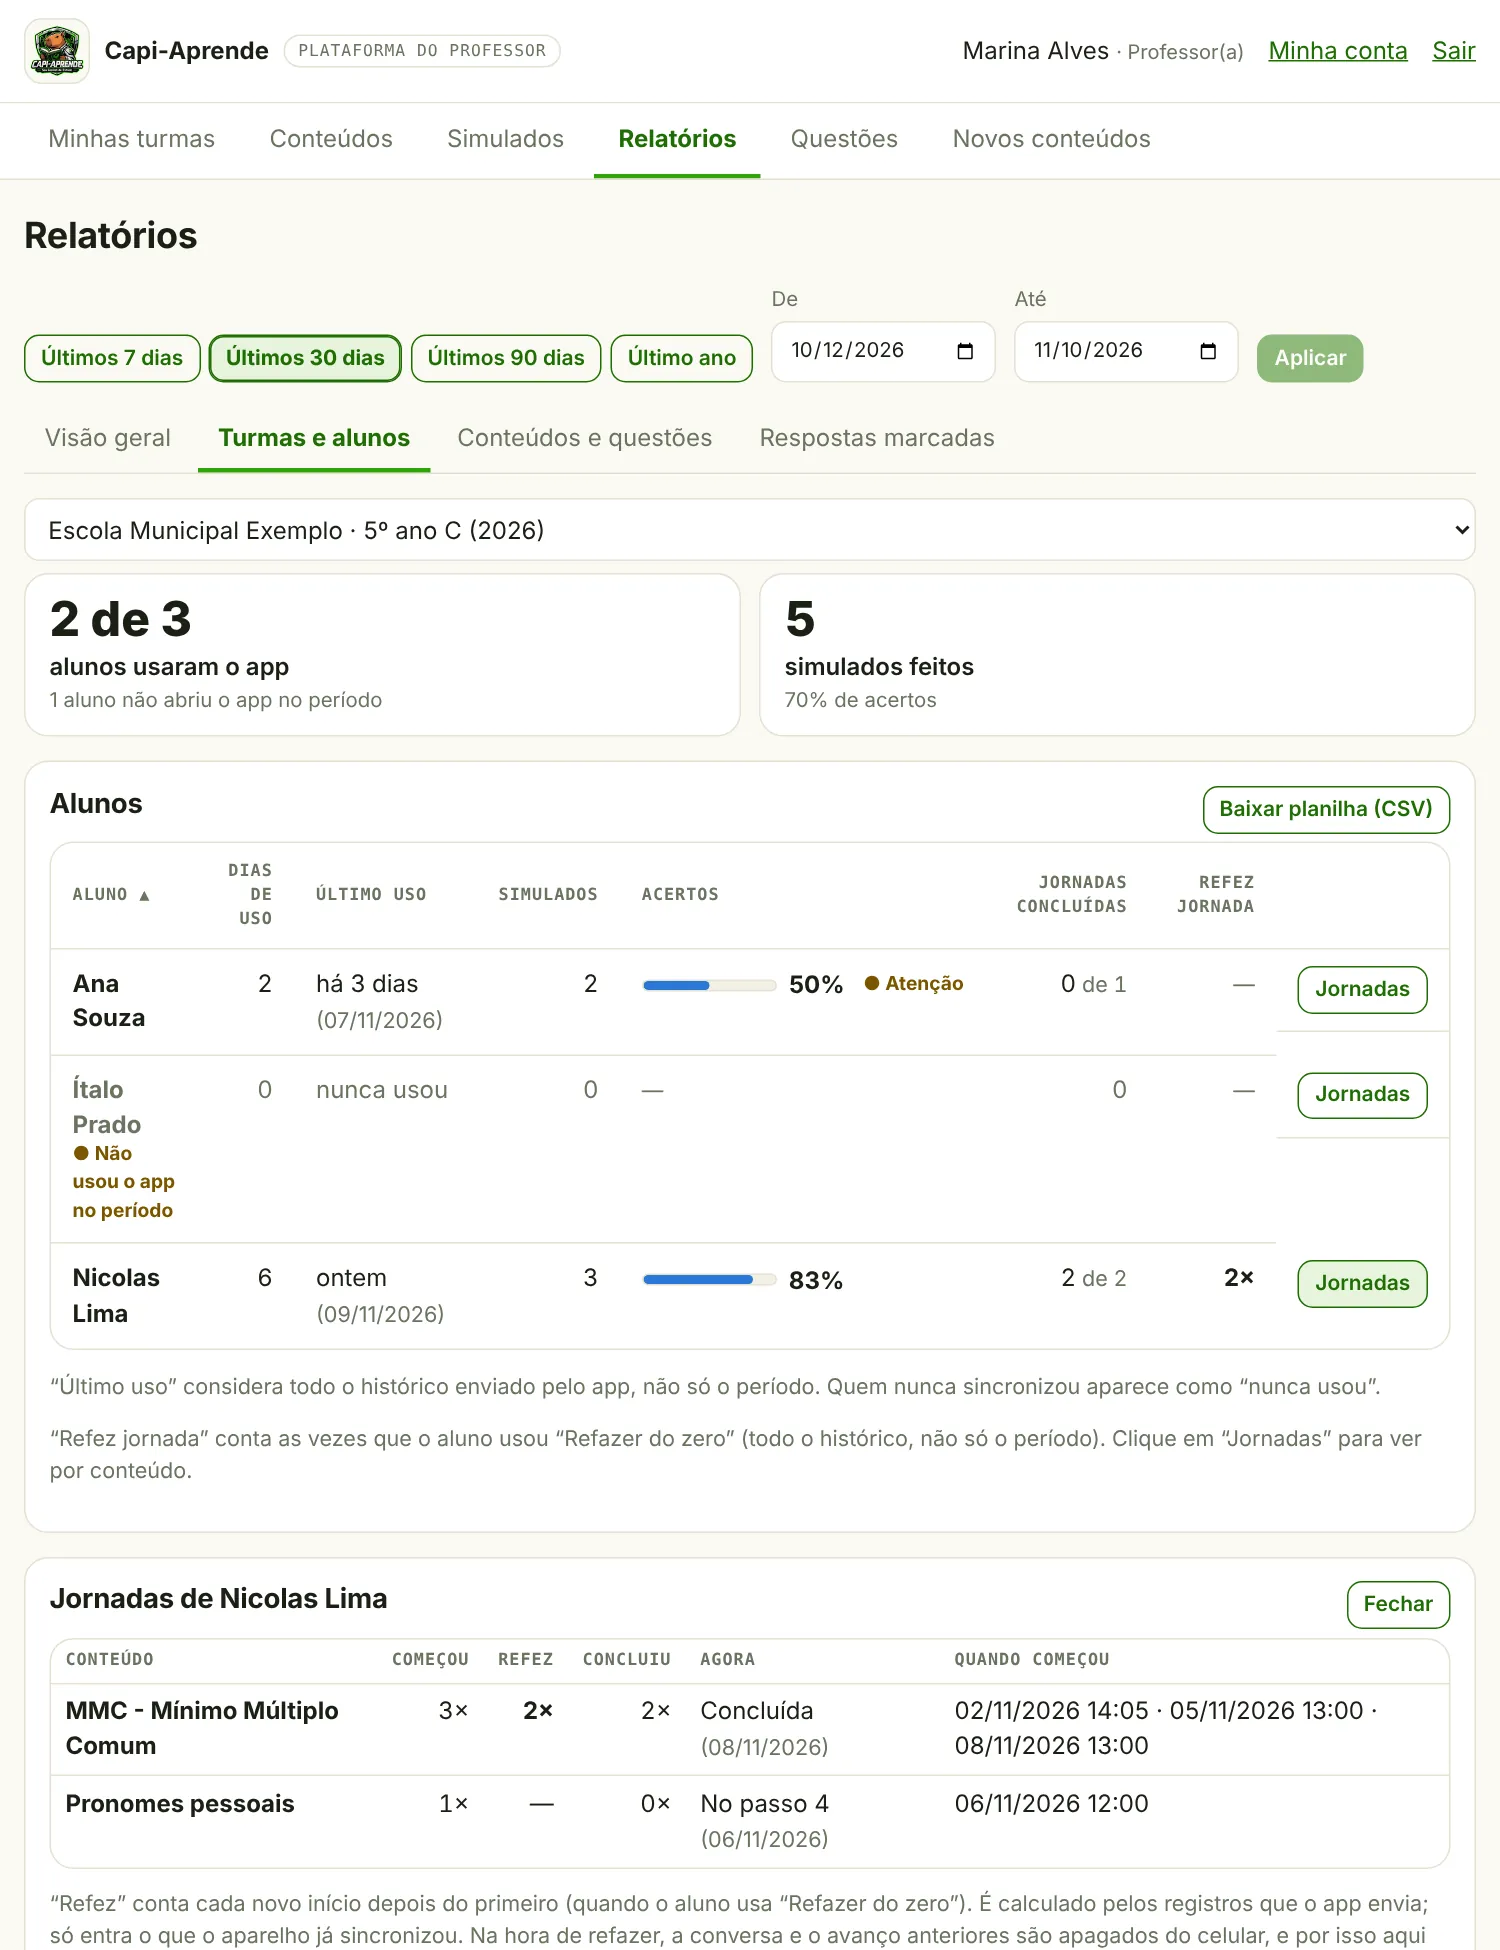 CAPI-APRENDE
Capi-Aprende
PLATAFORMA DO PROFESSOR
Marina Alves · Professor(a)
Minha conta
Sair
Minhas turmas
Conteúdos
Simulados
Relatórios
Questões
Novos conteúdos
Relatórios
De
Até
Últimos 7 dias
Últimos 30 dias
Últimos 90 dias
Último ano
10/12/2026
11/10/2026
Aplicar
Visão geral
Turmas e alunos
Conteúdos e questões
Respostas marcadas
Escola Municipal Exemplo · 5º ano C (2026)
2 de 3
alunos usaram o app
1 aluno não abriu o app no período
5
simulados feitos
70% de acertos
Alunos
Baixar planilha (CSV)
ALUNO ▲
DIAS
DE
USO
ÚLTIMO USO
SIMULADOS
ACERTOS
JORNADAS
CONCLUÍDAS
REFEZ
JORNADA
Ana
Souza
2
há 3 dias
(07/11/2026)
2
50%
● Atenção
0 de 1
—
Jornadas
Ítalo
Prado
● Não
usou o app
no período
0
nunca usou
0
—
0
—
Jornadas
Nicolas
Lima
6
ontem
(09/11/2026)
3
83%
2 de 2
2×
Jornadas
“Último uso” considera todo o histórico enviado pelo app, não só o período. Quem nunca sincronizou aparece como “nunca usou”.
“Refez jornada” conta as vezes que o aluno usou “Refazer do zero” (todo o histórico, não só o período). Clique em “Jornadas” para ver
por conteúdo.
Jornadas de Nicolas Lima
Fechar
CONTEÚDO
COMEÇOU
REFEZ
CONCLUIU
AGORA
QUANDO COMEÇOU
MMC - Mínimo Múltiplo
Comum
3×
2×
2×
Concluída
(08/11/2026)
02/11/2026 14:05 · 05/11/2026 13:00 ·
08/11/2026 13:00
Pronomes pessoais
1×
—
0×
No passo 4
(06/11/2026)
06/11/2026 12:00
“Refez” conta cada novo início depois do primeiro (quando o aluno usa “Refazer do zero”). É calculado pelos registros que o app envia;
só entra o que o aparelho já sincronizou. Na hora de refazer, a conversa e o avanço anteriores são apagados do celular, e por isso aqui